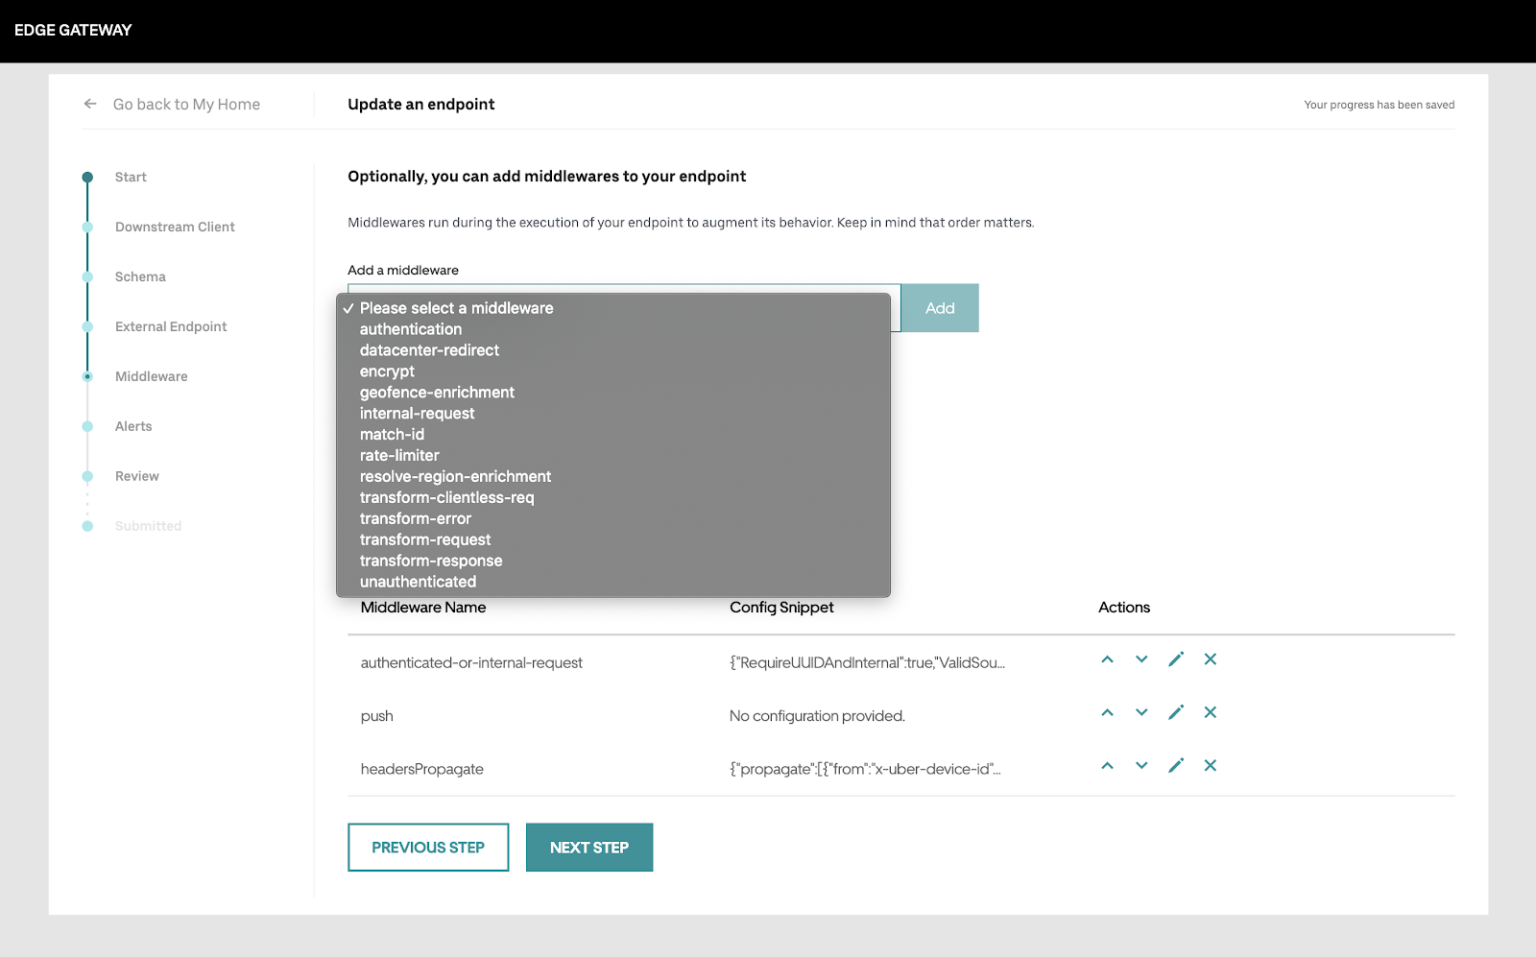 EDGE GATEWAY
Go back to My Home
Update an endpoint
Your progress has been saved
Start
Downstream Client
Schema
External Endpoint
Middleware
Alerts
Review
Submitted
Optionally, you can add middlewares to your endpoint
Middlewares run during the execution of your endpoint to augment its behavior. Keep in mind that order matters.
Add a middleware
Please select a middleware
authentication
datacenter-redirect
encrypt
geofence-enrichment
internal-request
match-id
rate-limiter
resolve-region-enrichment
transform-clientless-req
transform-error
transform-request
transform-response
unauthenticated
Add
Middleware Name Config Snippet Actions
authenticated-or-internal-request {"RequireUUIDAndInternal":true,"ValidSou...
push No configuration provided.
headersPropagate {"propagate":[{"from":"x-uber-device-id"...
PREVIOUS STEP NEXT STEP